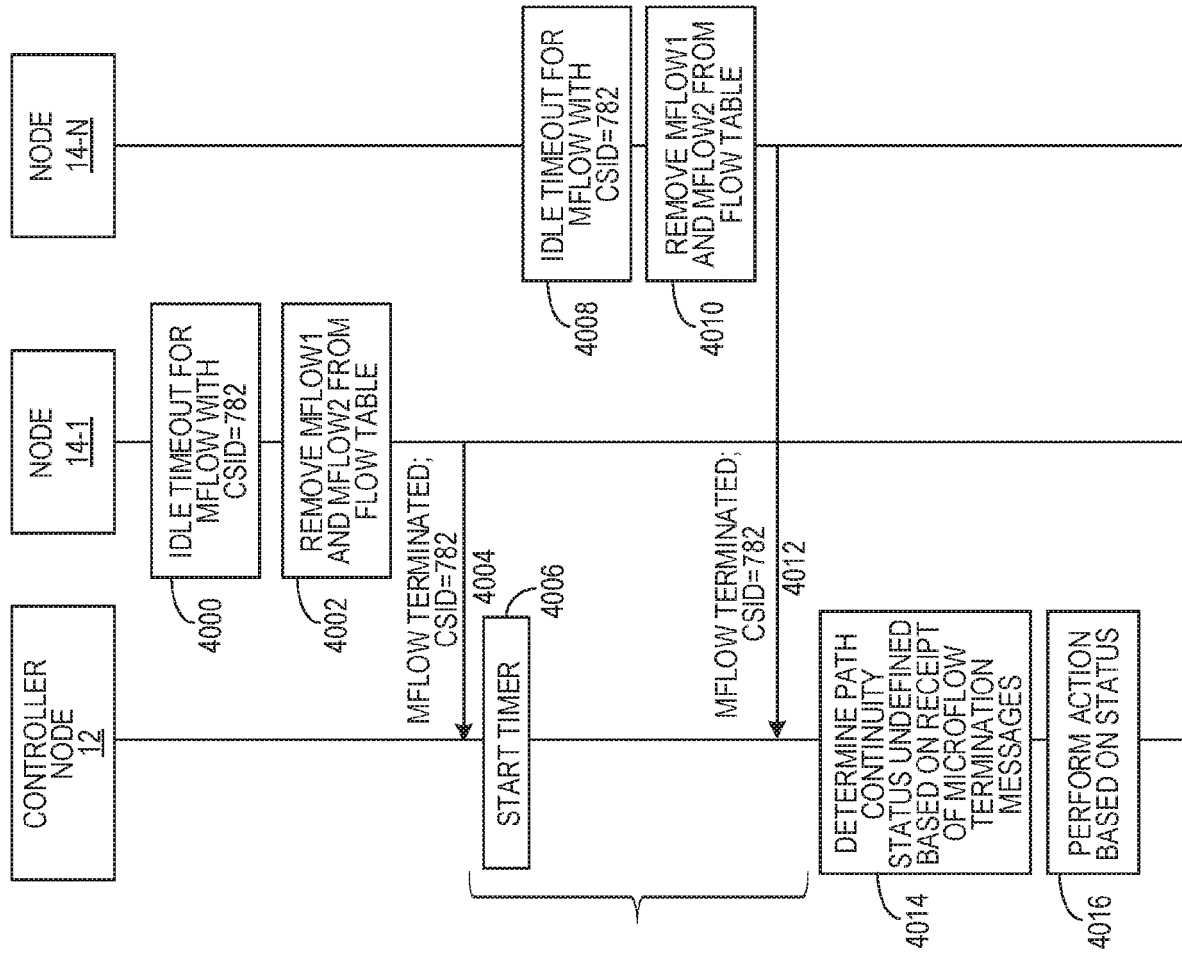 CONTROLLER
NODE
12
NODE
14-1
NODE
14-N
IDLE TIMEOUT FOR
MFLOW WITH
CSID=782
4000
REMOVE MFLOW1
AND MFLOW2 FROM
FLOW TABLE
4002
MFLOW TERMINATED;
CSID=782
4004
START TIMER
4006
IDLE TIMEOUT FOR
MFLOW WITH
CSID=782
4008
REMOVE MFLOW1
AND MFLOW2 FROM
FLOW TABLE
4010
MFLOW TERMINATED;
CSID=782
4012
DETERMINE PATH
CONTINUITY
STATUS UNDEFINED
BASED ON RECEIPT
OF MICROFLOW
TERMINATION
MESSAGES
4014
PERFORM ACTION
BASED ON STATUS
4016